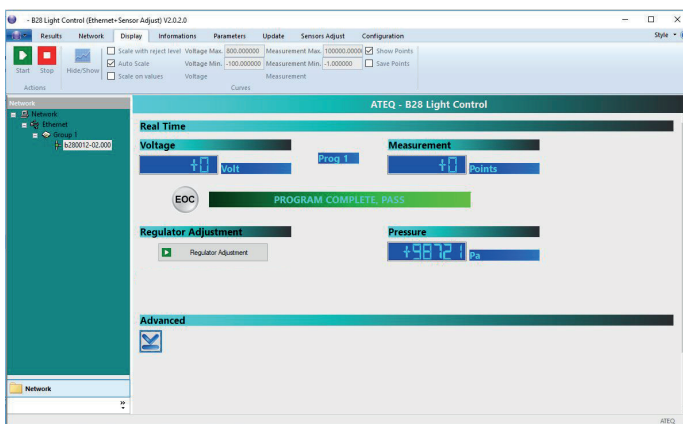 - B28 Light Control (Ethernet+Sensor Adjust) V2.0.2.0
Results Network Display Informations Parameters Update Sensors Adjust Configuration Style
Scale with reject level Voltage Max. 800.000000 Measurement Max. 100000.0000 Show Points
Auto Scale Voltage Min. -100.000000 Measurement Min. -1.000000 Save Points
Start Stop Hide/Show
Scale on values Voltage Measurement
Actions Curves
Network
ATEQ - B28 Light Control
Network
Ethernet
Group 1
b280012-02.000
Real Time
Voltage Measurement
+0 Volt Prog 1 +0 Points
EOC PROGRAM COMPLETE, PASS
Regulator Adjustment Pressure
Regulator Adjustment +98721 Pa
Advanced
Network
ATEQ